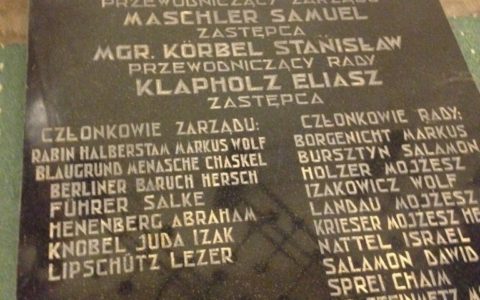 PRZEWODNICZĄCY ZARZĄDU
MASCHLER SAMUEL
ZASTĘPCA
MGR. KÖRBEL STANISŁAW
PRZEWODNICZĄCY RADY
KLAPHOLZ ELIASZ
ZASTĘPCA
CZŁONKOWIE ZARZĄDU:
RABIN HALBERSTAM MARKUS WOLF
BLAUGRUND MENASCHE CHASKEL
BERLINER BARUCH HERSCH
FÜHRER SALKE
HENENBERG ABRAHAM
KNOBEL JUDA IZAK
LIPSCHÜTZ LEZER
CZŁONKOWIE RADY:
BORGENICHT MARKUS
BURSZTYN SALAMON
HOLZER MOJŻESZ
IZAKOWICZ WOLF
LANDAU MOJŻESZ
KRIESER MOJŻESZ HE
NATTEL ISRAEL
SALAMON DAWID
SPREI CHAIM